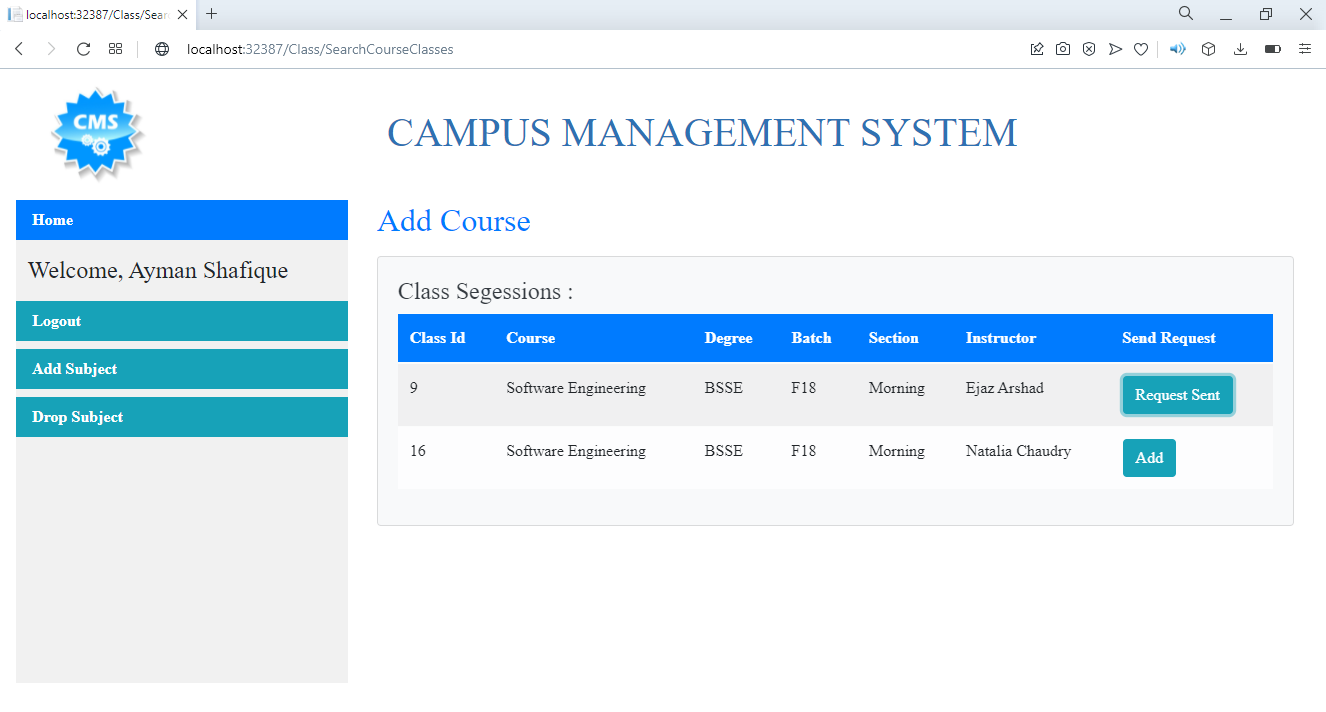 localhost:32387/Class/Sear
localhost:32387/Class/SearchCourseClasses
CMS
CAMPUS MANAGEMENT SYSTEM
Home
Welcome, Ayman Shafique
Logout
Add Subject
Drop Subject
Add Course
Class Segessions :
Class Id Course Degree Batch Section Instructor Send Request
9 Software Engineering BSSE F18 Morning Ejaz Arshad Request Sent
16 Software Engineering BSSE F18 Morning Natalia Chaudry Add